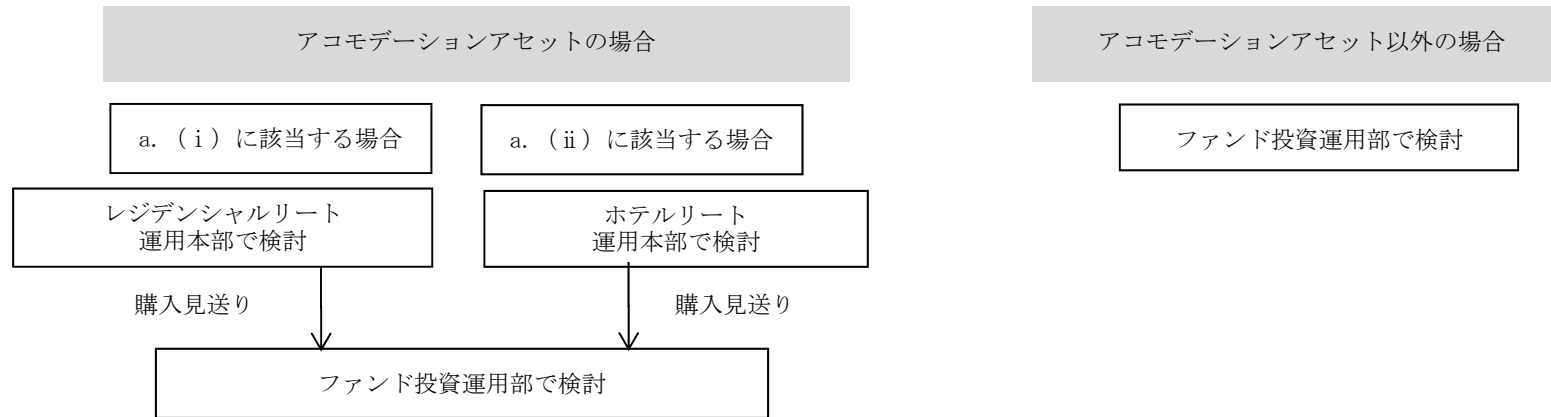 アコモデーションアセットの場合
アコモデーションアセット以外の場合
a.（ⅰ）に該当する場合
a.（ⅱ）に該当する場合
ファンド投資運用部で検討
レジデンシャルリート
運用本部で検討
ホテルリート
運用本部で検討
購入見送り
購入見送り
ファンド投資運用部で検討